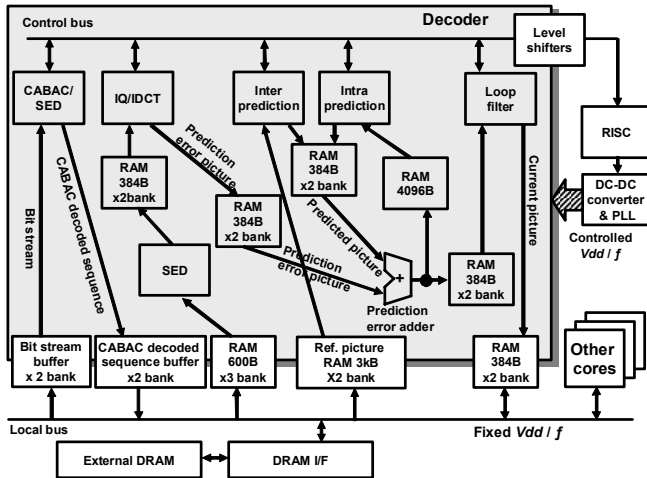 Decoder
Control bus
Level
shifters
CABAC/
SED
IQ/IDCT
Inter
prediction
Intra
prediction
Loop
filter
RISC
DC-DC
converter
& PLL
Controlled
Vdd / f
Bit stream
CABAC decoded
sequence
RAM
384B
x2bank
Prediction
error picture
RAM
384B
x2 bank
RAM
384B
x2 bank
RAM
4096B
Current picture
SED
Predicted picture
Prediction
error picture
+
Prediction
error adder
RAM
384B
x2 bank
Bit stream
buffer
x 2 bank
CABAC decoded
sequence buffer
x2 bank
RAM
600B
x3 bank
Ref. picture
RAM 3kB
X2 bank
RAM
384B
x2 bank
Other
cores
Local bus
Fixed Vdd / f
External DRAM
DRAM I/F